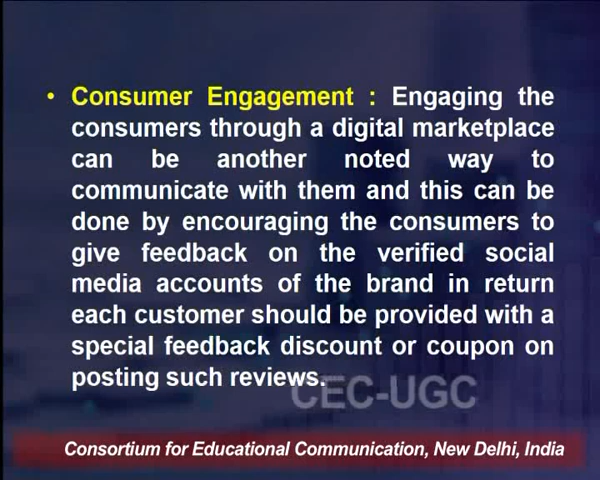 • Consumer Engagement : Engaging the
consumers through a digital marketplace
can be another noted way to
communicate with them and this can be
done by encouraging the consumers to
give feedback on the verified social
media accounts of the brand in return
each customer should be provided with a
special feedback discount or coupon on
posting such reviews.
CEC-UGC
Consortium for Educational Communication, New Delhi, India